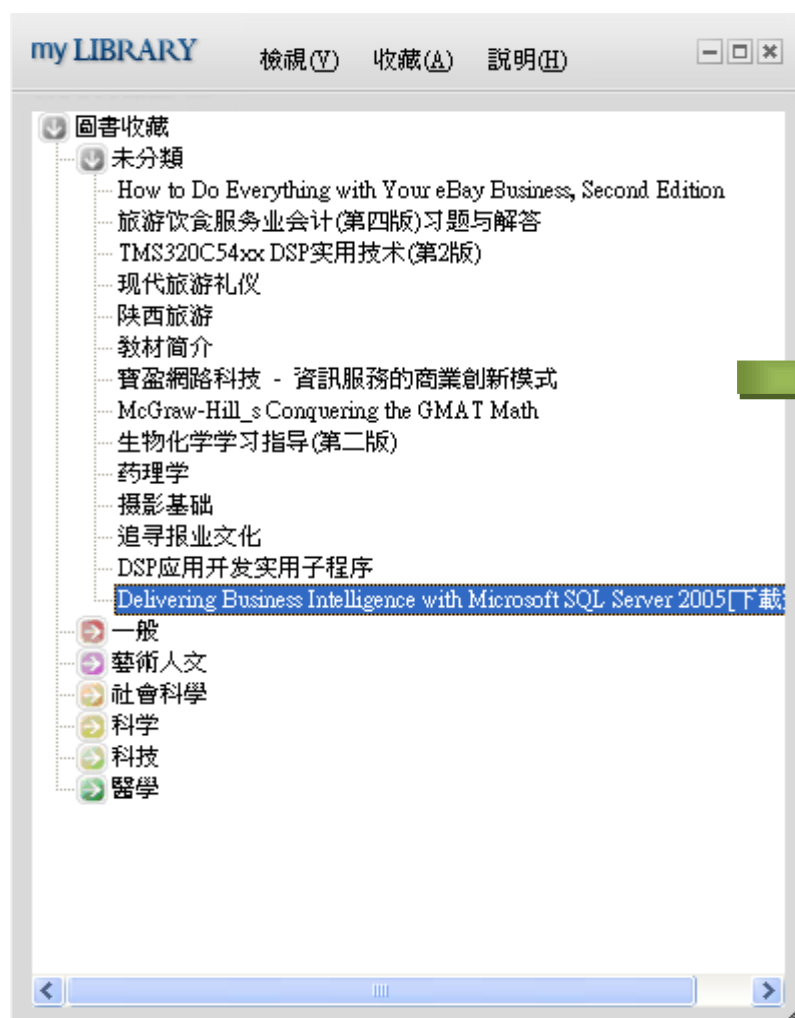 my LIBRARY 檢視(V) 收藏(A) 說明(H)
圖書收藏
未分類
How to Do Everything with Your eBay Business, Second Edition
旅游饮食服务业会计(第四版)习题与解答
TMS320C54xx DSP实用技术(第2版)
现代旅游礼仪
陕西旅游
教材简介
寶盈網路科技 - 資訊服務的商業創新模式
McGraw-Hill_s Conquering the GMAT Math
生物化学学习指导(第二版)
药理学
摄影基础
追寻报业文化
DSP应用开发实用子程序
Delivering Business Intelligence with Microsoft SQL Server 2005[下載
一般
藝術人文
社會科學
科学
科技
醫學